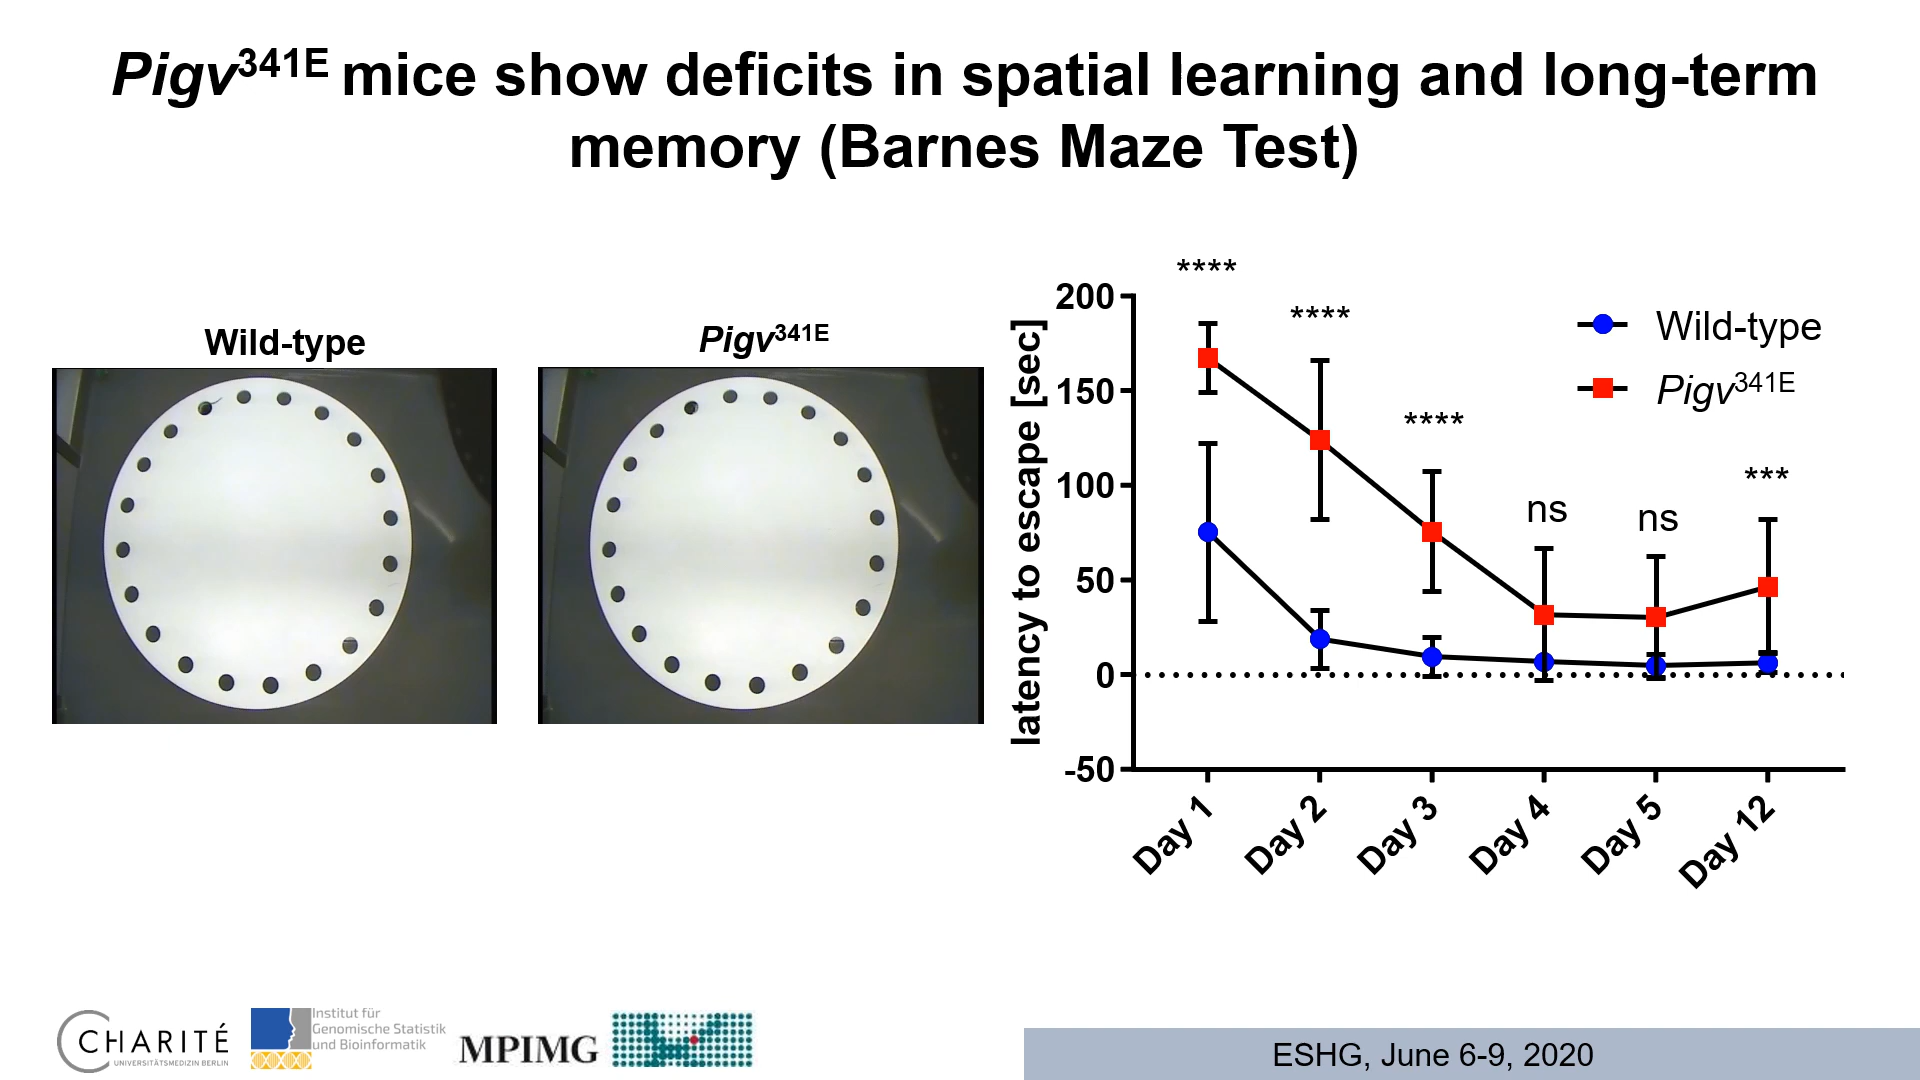 Pigv341E mice show deficits in spatial learning and long-term
memory (Barnes Maze Test)
Wild-type
Pigv341E
latency to escape [sec]
200
150
100
50
0
-50
****
****
****
ns
ns
***
Wild-type
Pigv341E
Day 1
Day 2
Day 3
Day 4
Day 5
Day 12
CHARITÉ
UNIVERSITÄTSMEDIZIN BERLIN
Institut für
Genomische Statistik
und Bioinformatik
MPIMG
ESHG, June 6-9, 2020